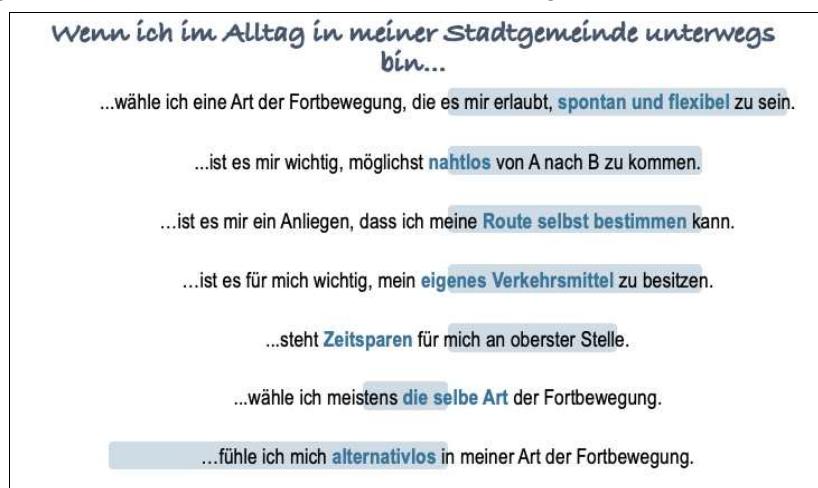 Wenn ich im Alltag in meiner Stadtgemeinde unterwegs
bin...
...wähle ich eine Art der Fortbewegung, die es mir erlaubt, spontan und flexibel zu sein.
...ist es mir wichtig, möglichst nahtlos von A nach B zu kommen.
...ist es mir ein Anliegen, dass ich meine Route selbst bestimmen kann.
...ist es für mich wichtig, mein eigenes Verkehrsmittel zu besitzen.
...steht Zeitsparen für mich an oberster Stelle.
...wähle ich meistens die selbe Art der Fortbewegung.
...fühle ich mich alternativlos in meiner Art der Fortbewegung.